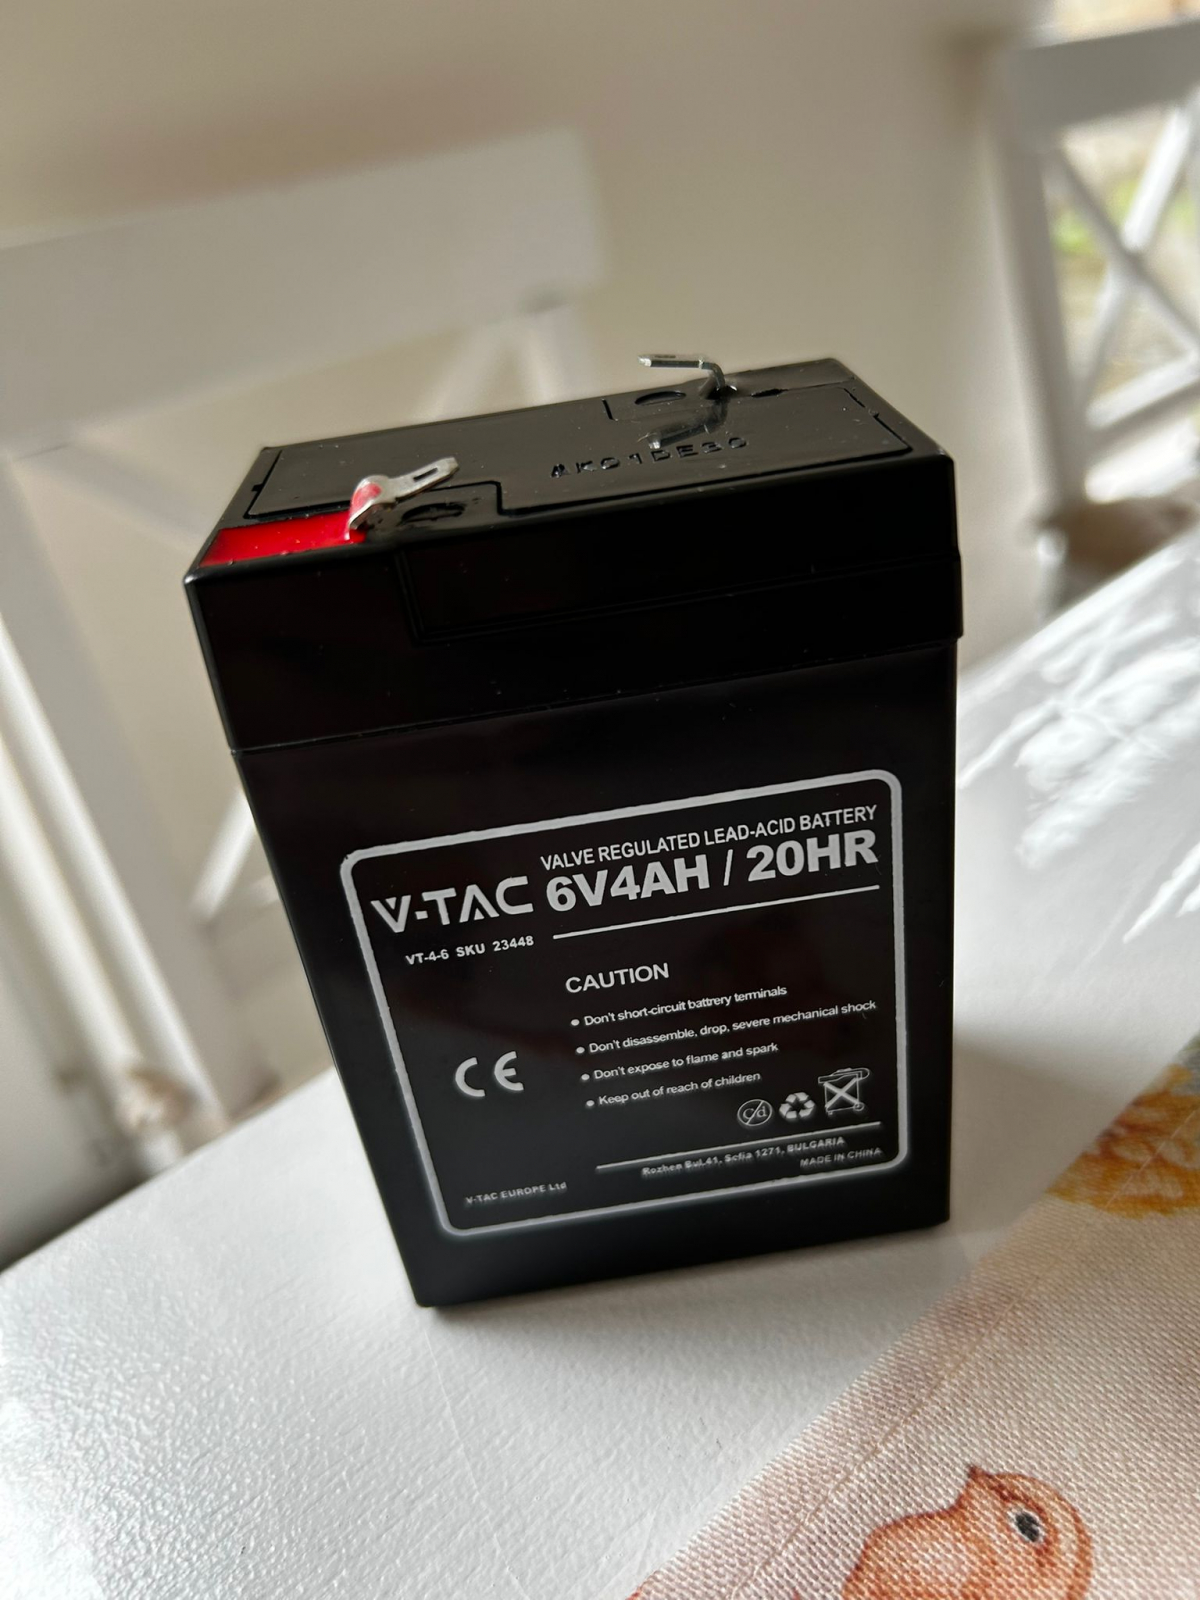 VALVE REGULATED LEAD-ACID BATTERY
V-TAC 6V4AH / 20HR
VT-4-6 SKU 23448
CAUTION
• Don't short-circuit battrery terminals
• Don't disassemble, drop, severe mechanical shock
• Don't expose to flame and spark
• Keep out of reach of children
CE
Cd
Rozhen Bul.41, Sofia 1271, BULGARIA
V-TAC EUROPE Ltd
MADE IN CHINA